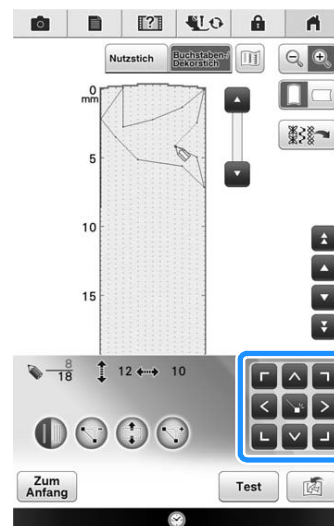 Nutzstich
Buchstaben-
Dekorstich
0
mm
5
10
15
8
18
12
10
Zum
Anfang
Test